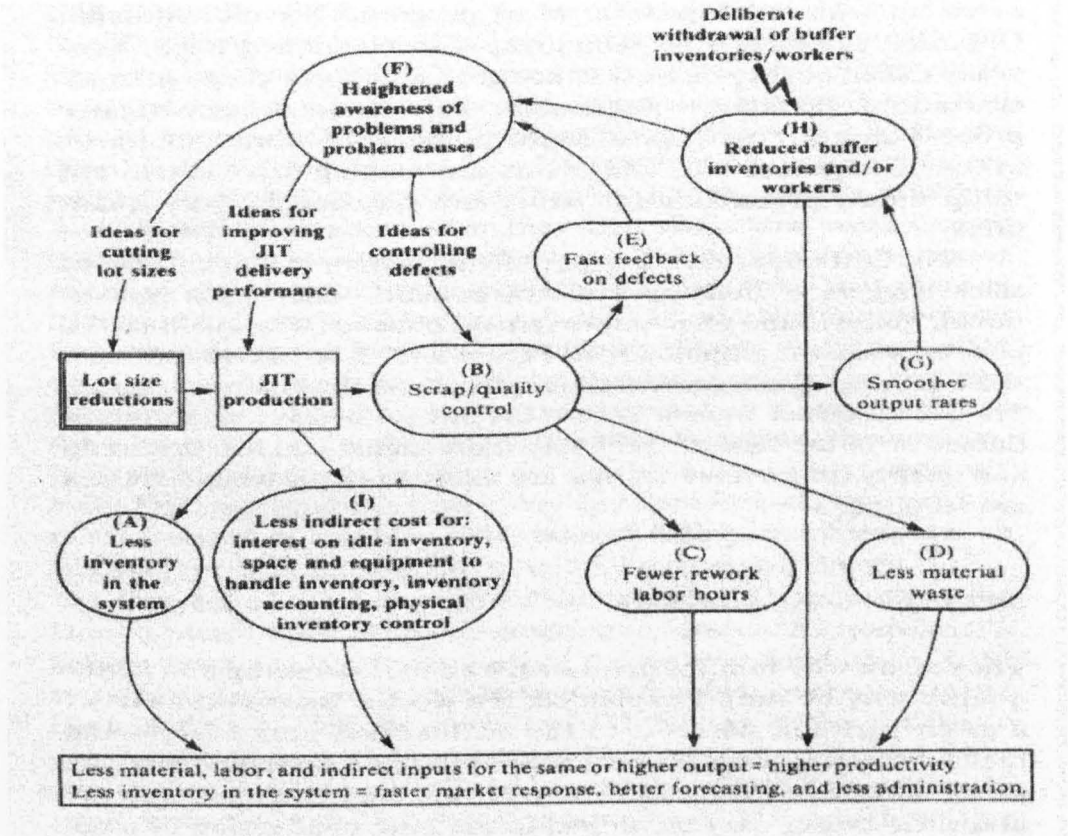 Deliberate
withdrawal of buffer
inventories/workers
(F)
Heightened
awareness of
problems and
problem causes
(H)
Reduced buffer
inventories and/or
workers
Ideas for
cutting
lot sizes
Ideas for
improving
JIT
delivery
performance
Ideas for
controlling
defects
(E)
Fast feedback
on defects
Lot size
reductions
JIT
production
(B)
Scrap/quality
control
(G)
Smoother
output rates
(A)
Less
inventory
in the
system
(I)
Less indirect cost for:
interest on idle inventory,
space and equipment to
handle inventory, inventory
accounting, physical
inventory control
(C)
Fewer rework
labor hours
(D)
Less material
waste
Less material, labor, and indirect inputs for the same or higher output = higher productivity
Less inventory in the system = faster market response, better forecasting, and less administration.